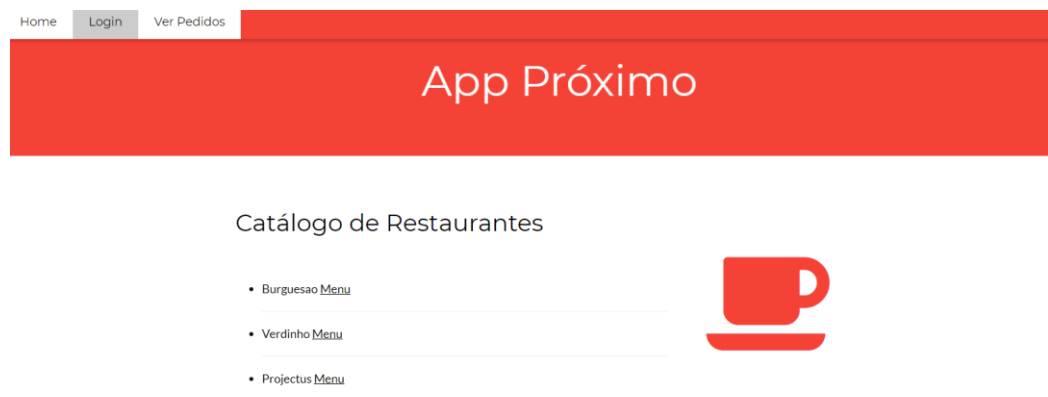 Home Login Ver Pedidos
App Próximo
Catálogo de Restaurantes
• Burguesao Menu
• Verdinho Menu
• Projectus Menu